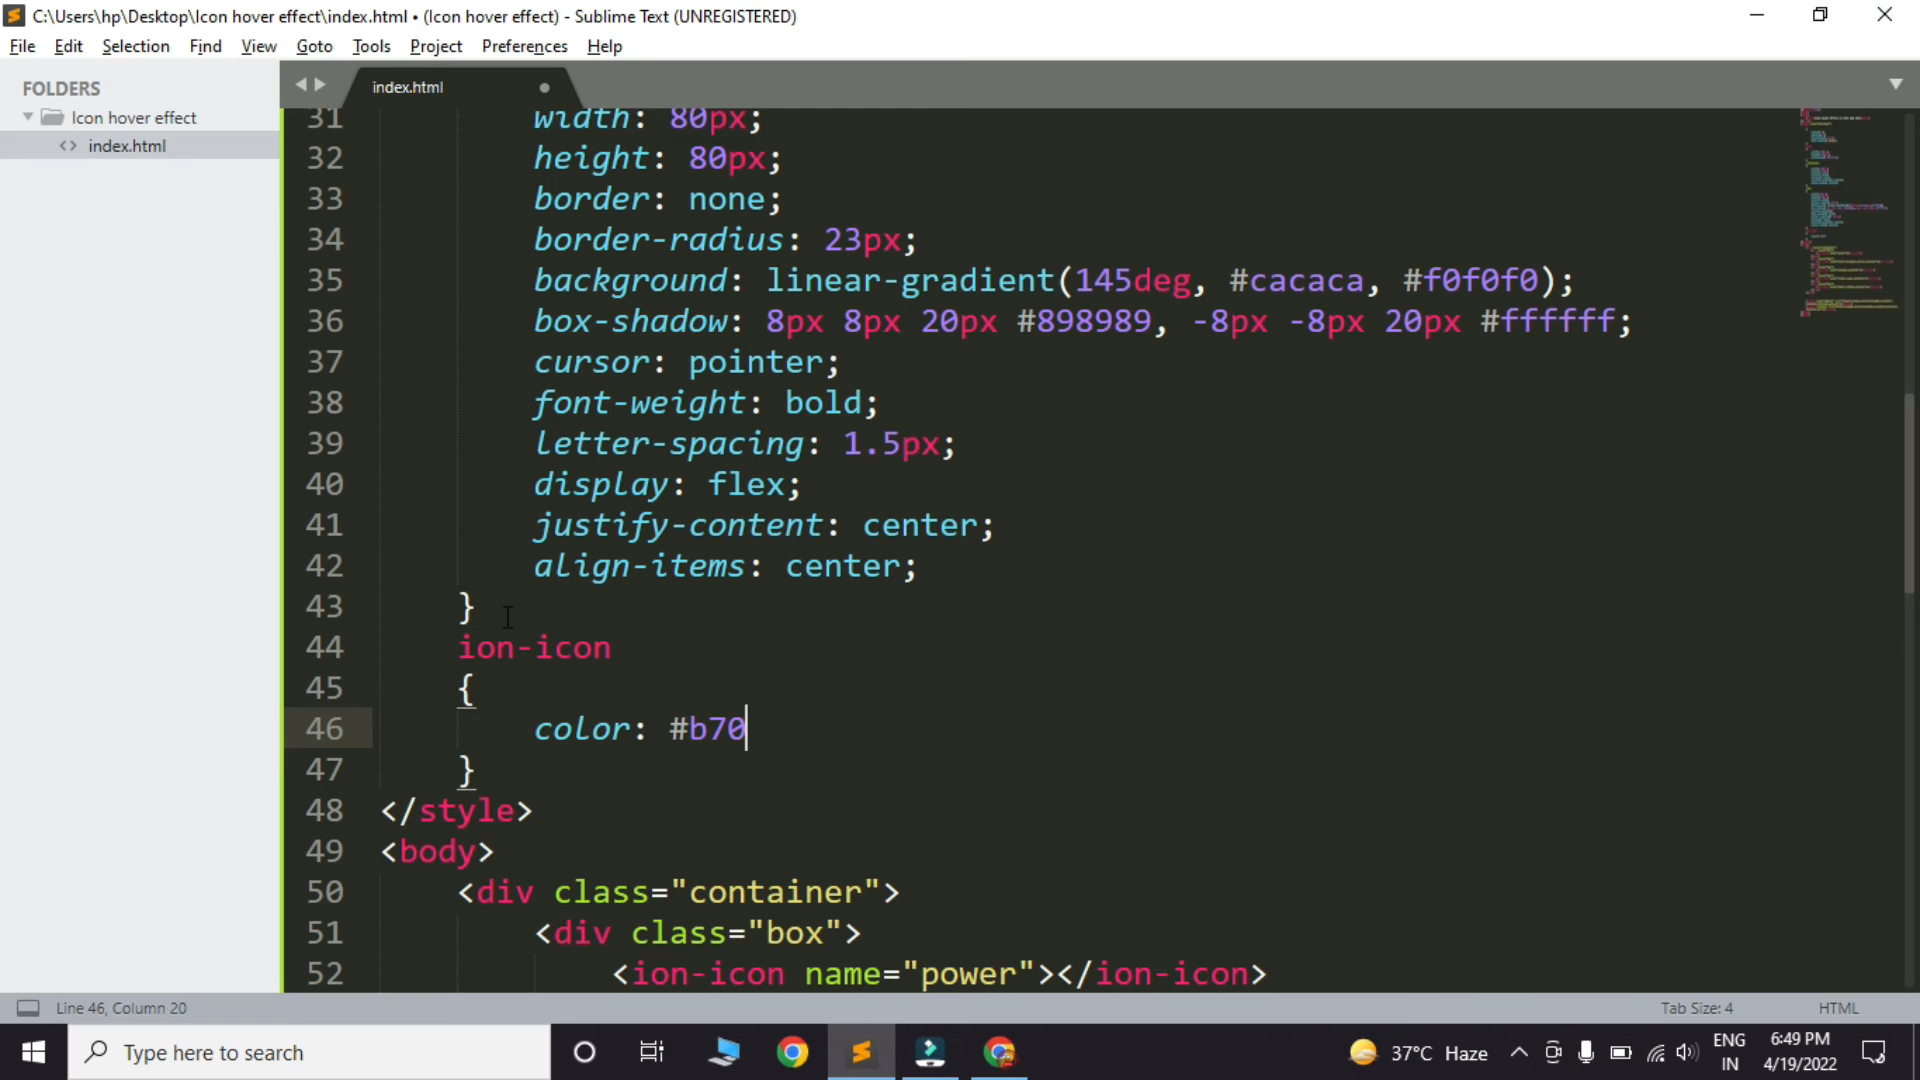 C:\Users\hp\Desktop\Icon hover effect\index.html • (Icon hover effect) - Sublime Text (UNREGISTERED)
File Edit Selection Find View Goto Tools Project Preferences Help
FOLDERS
Icon hover effect
<> index.html
index.html
31 width: 80px;
32 height: 80px;
33 border: none;
34 border-radius: 23px;
35 background: linear-gradient(145deg, #cacaca, #f0f0f0);
36 box-shadow: 8px 8px 20px #898989, -8px -8px 20px #ffffff;
37 cursor: pointer;
38 font-weight: bold;
39 letter-spacing: 1.5px;
40 display: flex;
41 justify-content: center;
42 align-items: center;
43 }
44 ion-icon
45 {
46 color: #b70
47 }
48 </style>
49 <body>
50 <div class="container">
51 <div class="box">
52 <ion-icon name="power"></ion-icon>
Line 46, Column 20
Tab Size: 4
HTML
Type here to search
37°C Haze
ENG
IN
6:49 PM
4/19/2022